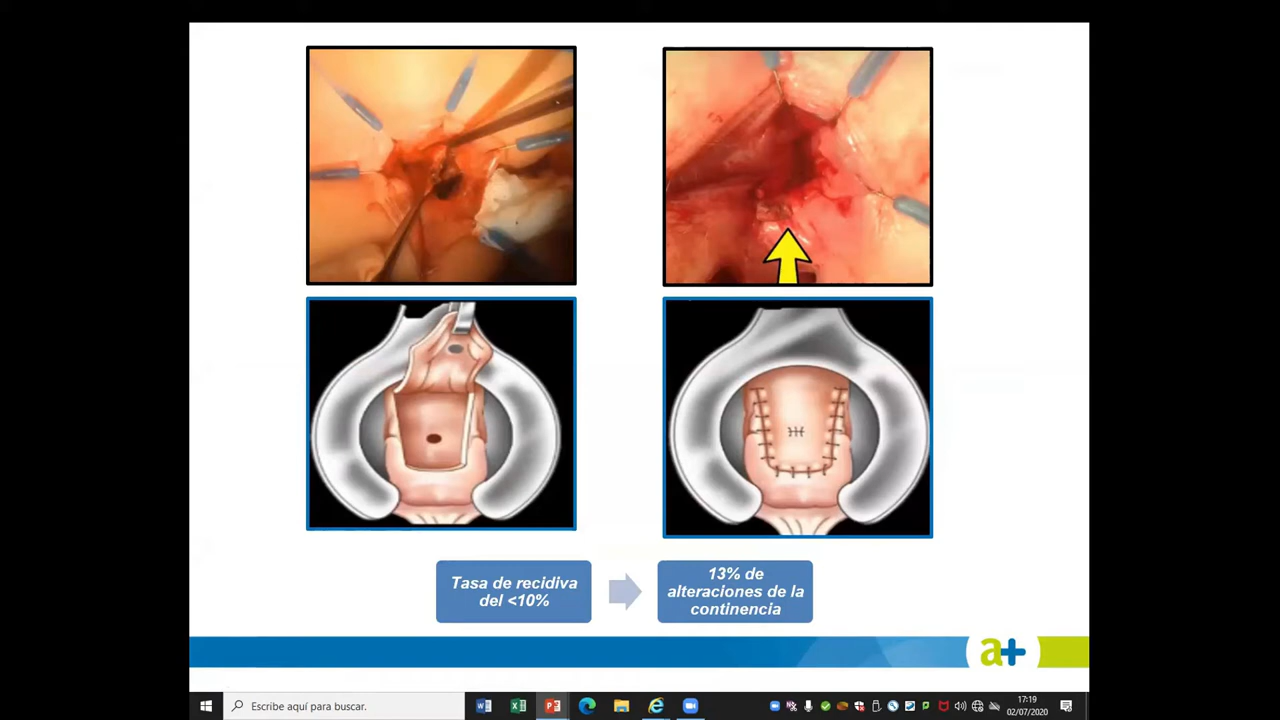 Tasa de recidiva
del <10%
13% de
alteraciones de la
continencia
a+
Escribe aquí para buscar.
17:19
02/07/2020